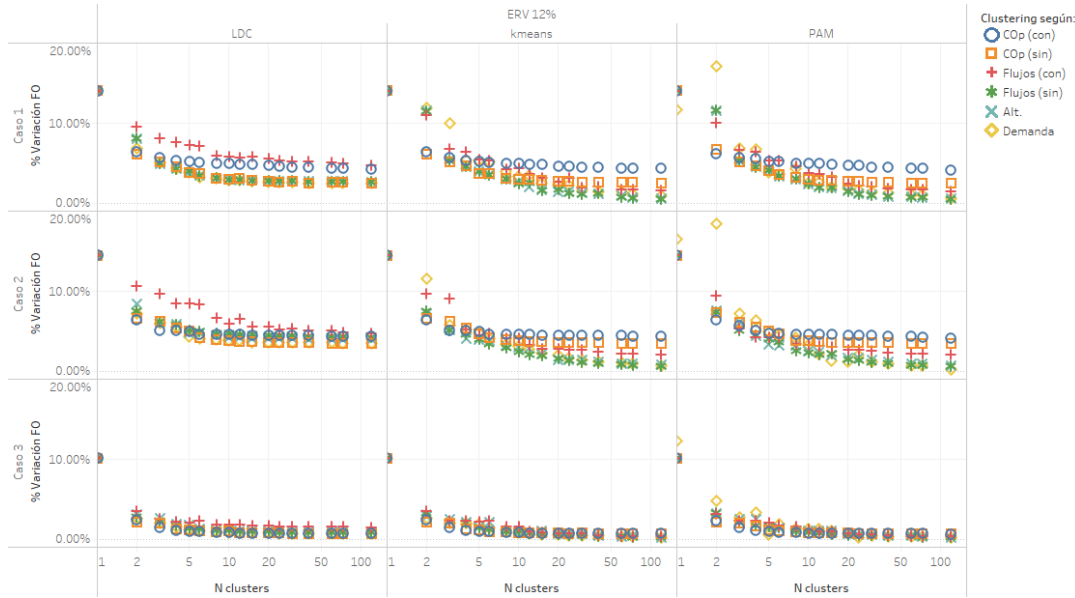 ERV 12%
LDC
kmeans
PAM
Clustering según:
COp (con)
COp (sin)
Flujos (con)
Flujos (sin)
Alt.
Demanda
Caso 1
% Variación FO
20.00%
10.00%
0.00%
Caso 2
% Variación FO
20.00%
10.00%
0.00%
Caso 3
% Variación FO
20.00%
10.00%
0.00%
1 2 5 10 20 50 100
1 2 5 10 20 50 100
1 2 5 10 20 50 100
N clusters
N clusters
N clusters